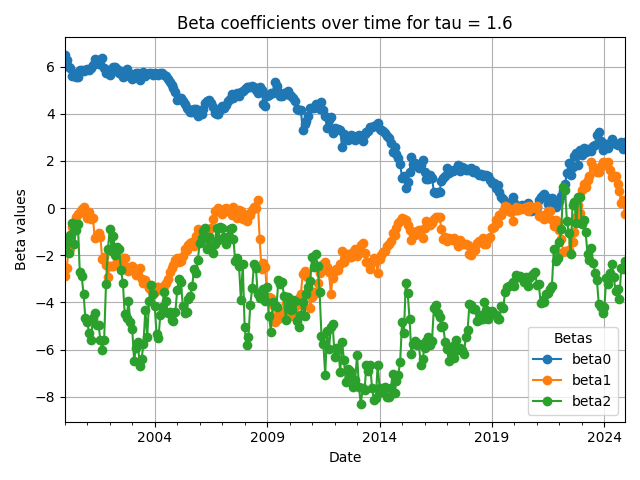 Beta coefficients over time for tau = 1.6
Beta values
6
4
2
0
−2
−4
−6
−8
2004
2009
2014
2019
2024
Date
Betas
beta0
beta1
beta2